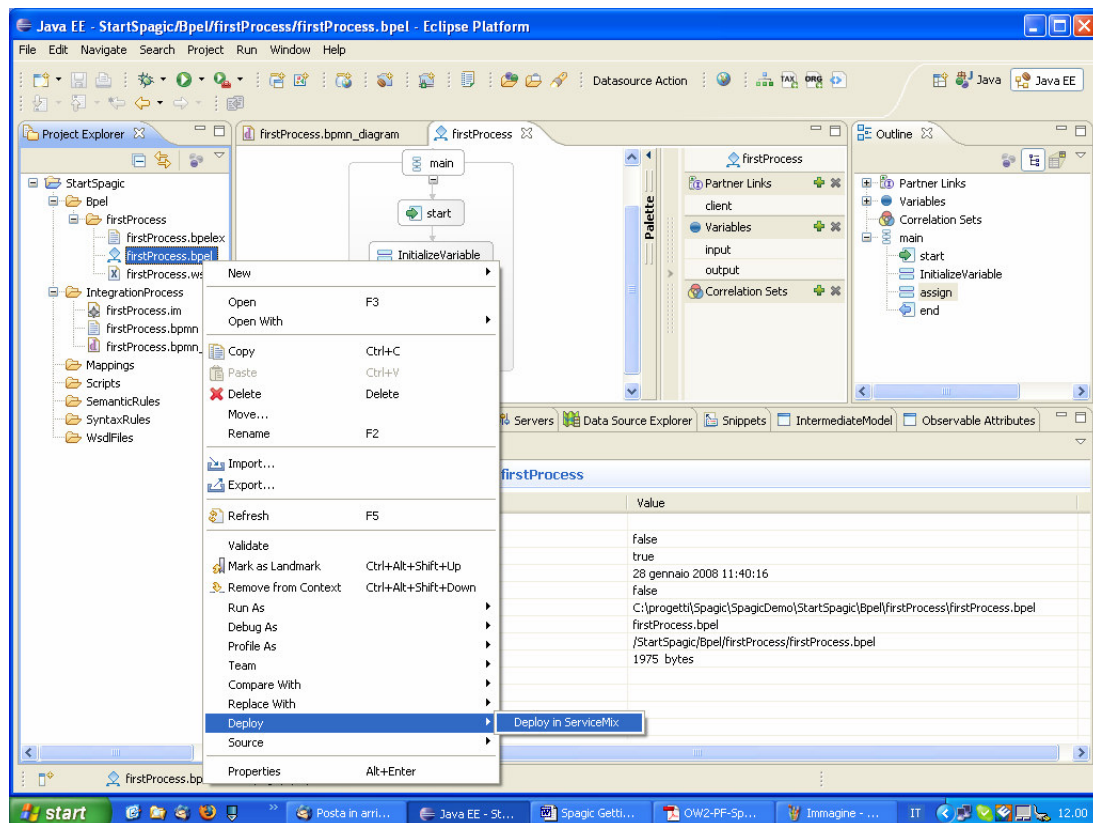 Java EE - StartSpagic/Bpel/firstProcess/firstProcess.bpel - Eclipse Platform
File Edit Navigate Search Project Run Window Help
Datasource Action TAX ORG Java Java EE
Project Explorer
StartSpagic
Bpel
firstProcess
firstProcess.bpelex
firstProcess.bpel
firstProcess.ws
IntegrationProcess
firstProcess.im
firstProcess.bpmn
firstProcess.bpmn_
Mappings
Scripts
SemanticRules
SyntaxRules
WsdlFiles
firstProcess.bpmn_diagram firstProcess
main
start
InitializeVariable
Palette
firstProcess
Partner Links
client
Variables
input
output
Correlation Sets
Outline
Partner Links
Variables
Correlation Sets
main
start
InitializeVariable
assign
end
New
Open F3
Open With
Copy Ctrl+C
Paste Ctrl+V
Delete Delete
Move...
Rename F2
Import...
Export...
Refresh F5
Validate
Mark as Landmark Ctrl+Alt+Shift+Up
Remove from Context Ctrl+Alt+Shift+Down
Run As
Debug As
Profile As
Team
Compare With
Replace With
Deploy
Deploy in ServiceMix
Source
Properties Alt+Enter
Servers Data Source Explorer Snippets IntermediateModel Observable Attributes
firstProcess
Value
false
true
28 gennaio 2008 11:40:16
false
C:\progetti\Spagic\SpagicDemo\StartSpagic\Bpel\firstProcess\firstProcess.bpel
firstProcess.bpel
/StartSpagic/Bpel/firstProcess/firstProcess.bpel
1975 bytes
firstProcess.bp
start Posta in arri... Java EE - St... Spagic Getti... OW2-PF-Sp... Immagine - ... IT 12.00